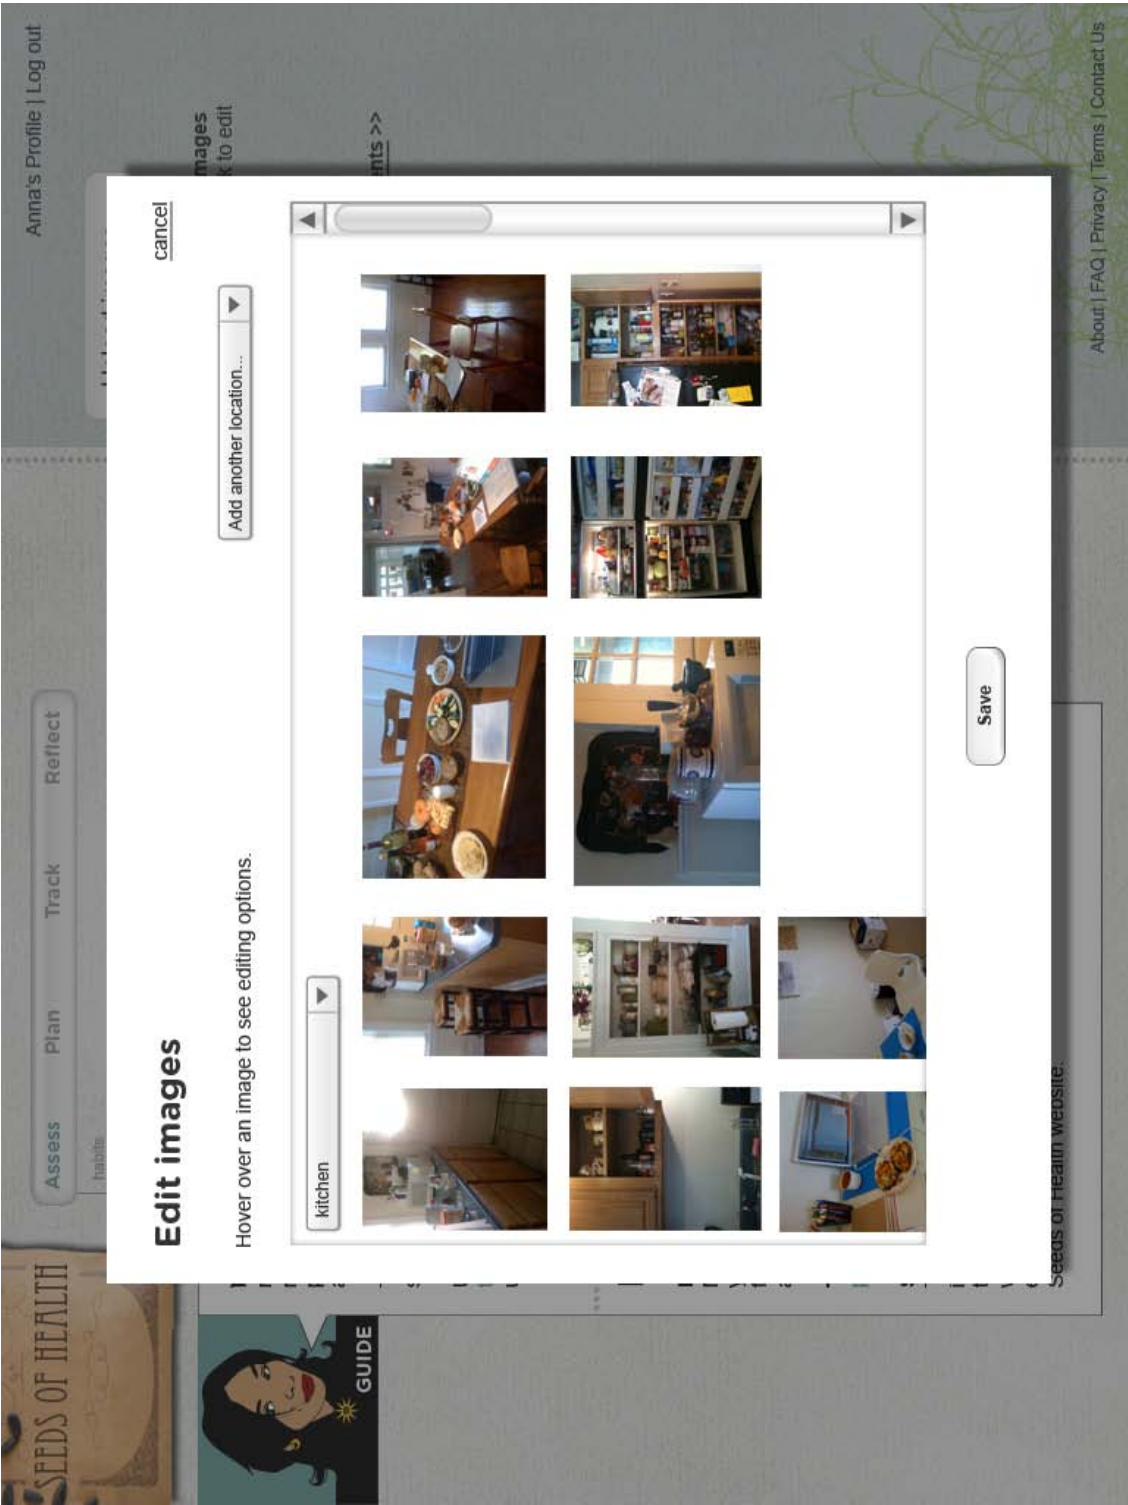 SEEDS OF HEALTH
Assess Plan Track Reflect
Anna's Profile | Log out
habits
GUIDE
Edit images
cancel
Hover over an image to see editing options.
Add another location...
kitchen
Save
mages
to edit
nts >>
Seeds of Health website.
About | FAQ | Privacy | Terms | Contact Us